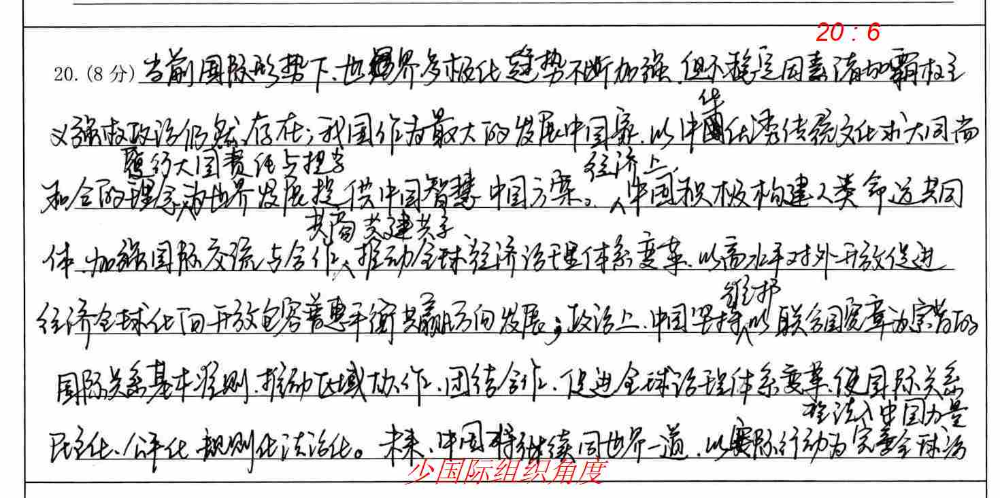 20 : 6
20. (8 分) 当前国际形势下、世界多极化趋势不断加强,但不稳定因素增加霸权主
义强权政治仍然存在;我国作为最大的发展中国家,以中华优秀传统文化求大同尚
履行大国责任与担当 经济上,
和合的理念,为世界发展提供中国智慧 中国方案。中国积极构建人类命运共同
共商共建共享
体,加强国际交流与合作,推动全球经济治理体系变革,以高水平对外开放促进
维护
经济全球化向开放包容普惠平衡共赢方向发展;政治上,中国坚持以联合国宪章为宗旨的
国际关系基本准则,推动区域协作、团结合作,促进全球治理体系变革,使国际关系
注入中国力量
民主化、公平化 规则化法治化。未来,中国将继续同世界一道,以实际行动为完善全球治
少国际组织角度